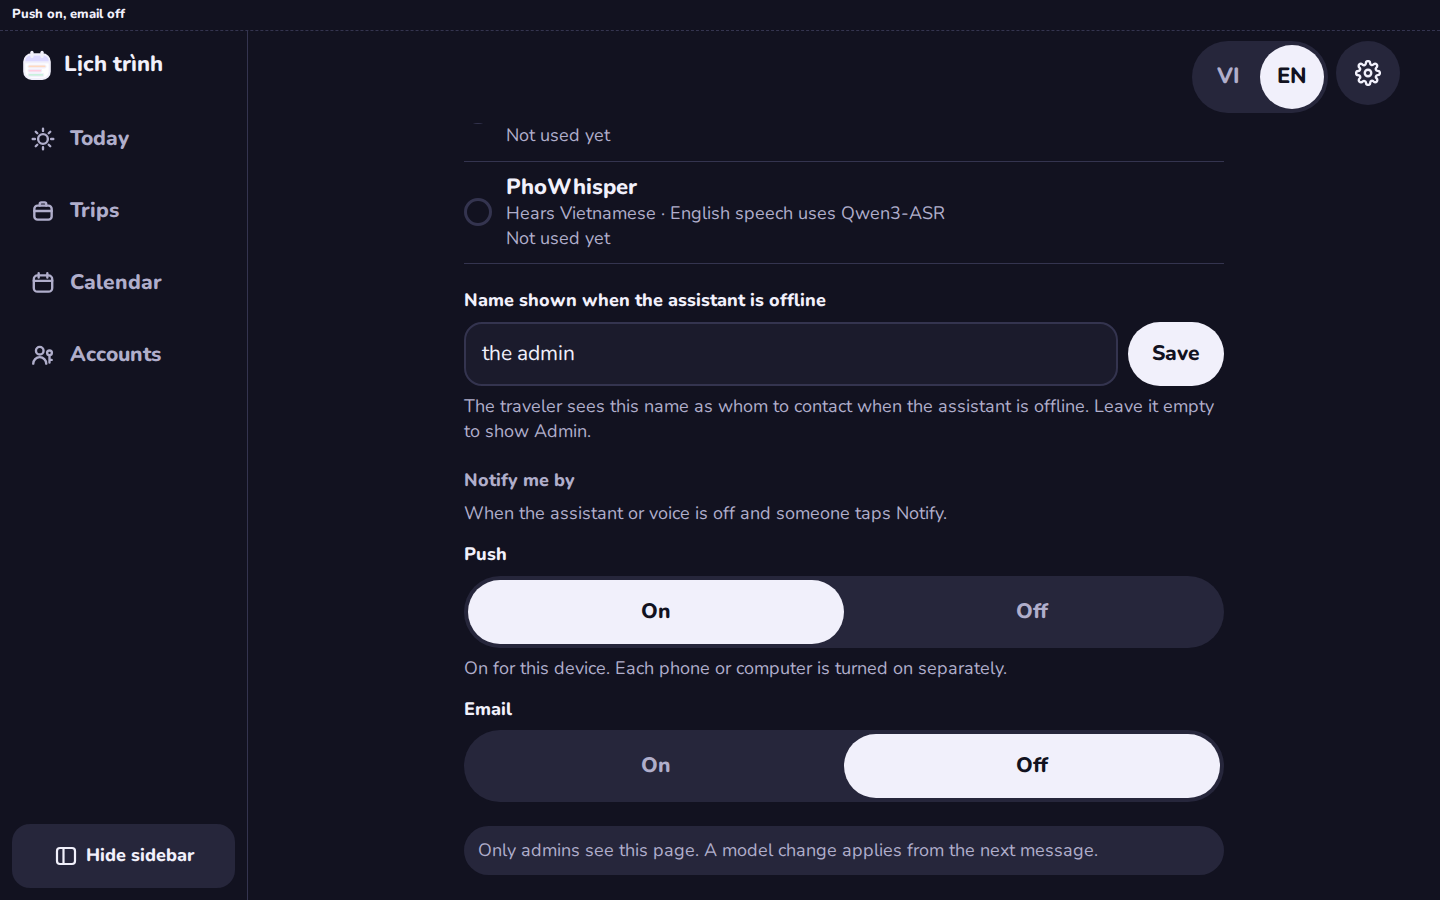 Push on, email off
Lịch trình
VI
EN
Today
Trips
Calendar
Accounts
Not used yet
PhoWhisper
Hears Vietnamese · English speech uses Qwen3-ASR
Not used yet
Name shown when the assistant is offline
the admin
Save
The traveler sees this name as whom to contact when the assistant is offline. Leave it empty
to show Admin.
Notify me by
When the assistant or voice is off and someone taps Notify.
Push
On
Off
On for this device. Each phone or computer is turned on separately.
Email
On
Off
Only admins see this page. A model change applies from the next message.
Hide sidebar